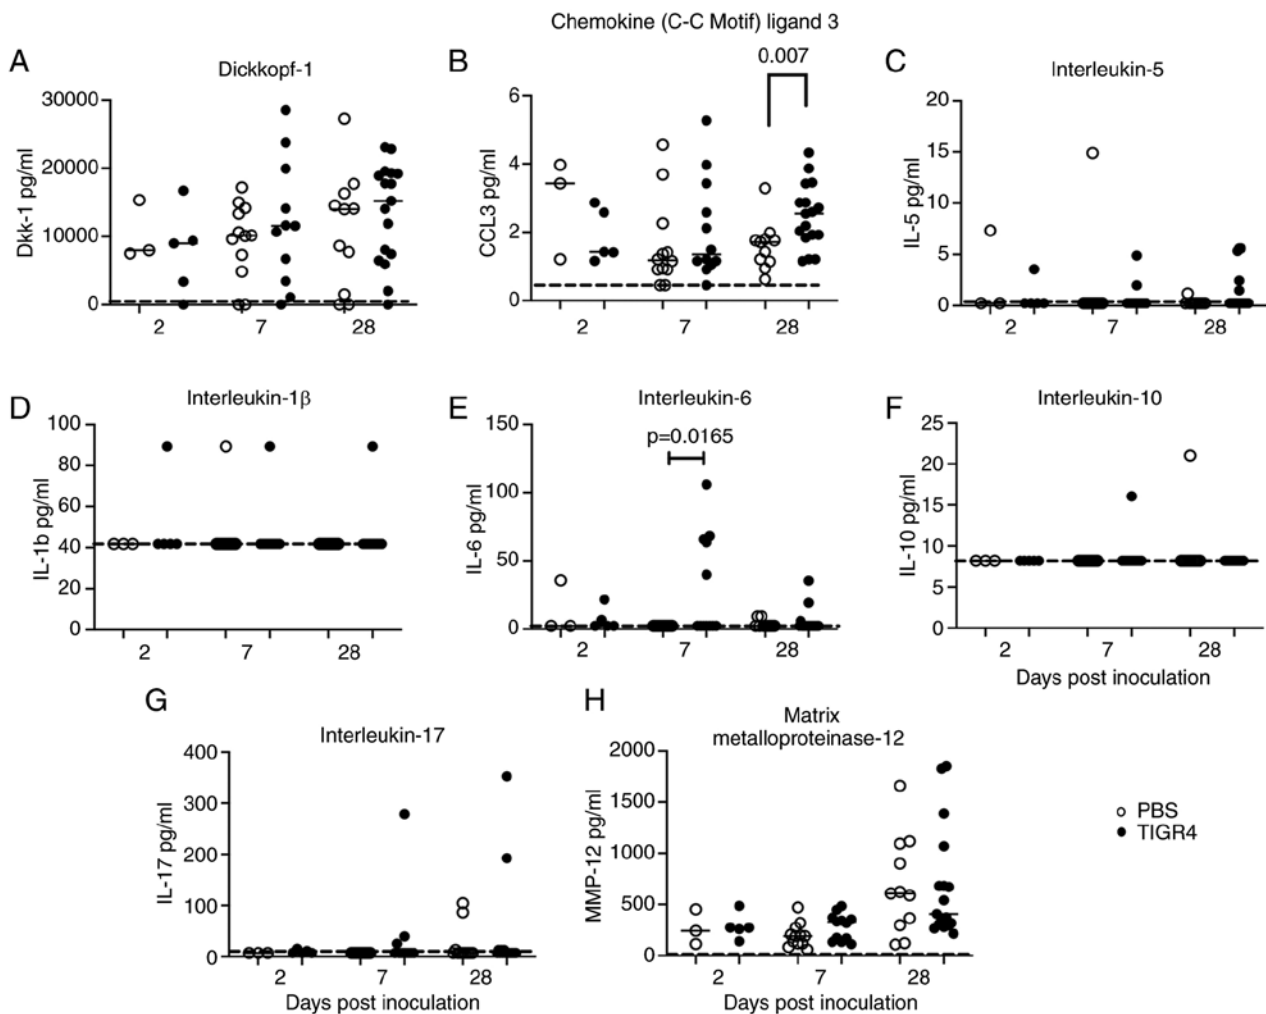 Chemokine (C-C Motif) ligand 3
A
Dickkopf-1
Dkk-1 pg/ml
30000
20000
10000
0
2 7 28
B
0.007
CCL3 pg/ml
6
4
2
0
2 7 28
C
Interleukin-5
IL-5 pg/ml
20
15
10
5
0
2 7 28
D
Interleukin-1β
IL-1b pg/ml
100
80
60
40
20
0
2 7 28
E
Interleukin-6
p=0.0165
IL-6 pg/ml
150
100
50
0
2 7 28
F
Interleukin-10
IL-10 pg/ml
25
20
15
10
5
0
2 7 28
Days post inoculation
G
Interleukin-17
IL-17 pg/ml
400
300
200
100
0
2 7 28
Days post inoculation
H
Matrix
metalloproteinase-12
MMP-12 pg/ml
2000
1500
1000
500
0
2 7 28
Days post inoculation
PBS
TIGR4